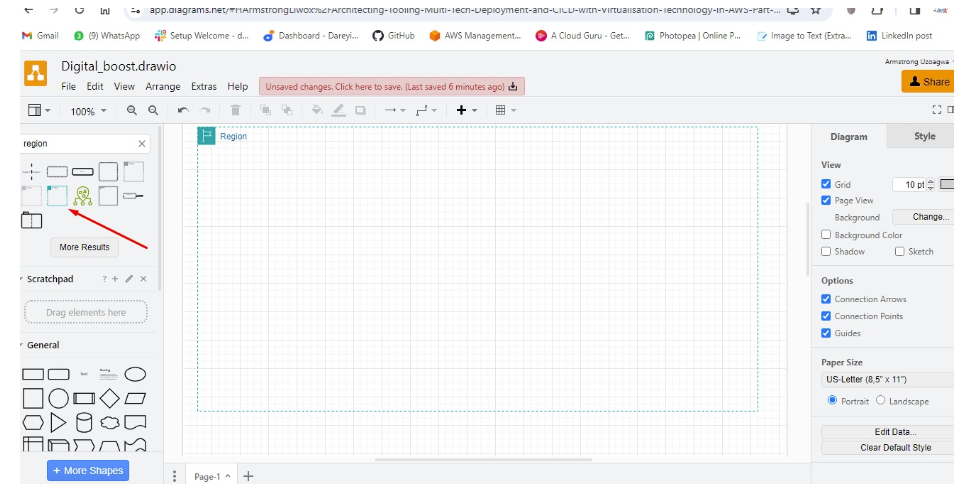 app.diagrams.net/#HArmstrongLiwox%2FArchitecting-Tooling-Multi-Tech-Deployment-and-CICD-with-Virtualisation-Technology-in-AWS-Part-...
Gmail (9) WhatsApp Setup Welcome - d... Dashboard - Dareyi... GitHub AWS Management... A Cloud Guru - Get... Photopea | Online P... Image to Text (Extra... LinkedIn post
Digital_boost.drawio
Armstrong Uzoagwa
File Edit View Arrange Extras Help Unsaved changes. Click here to save. (Last saved 6 minutes ago)
Share
100%
region
Region
More Results
Scratchpad ? + ×
Drag elements here
General
+ More Shapes
Page-1
Diagram Style
View
Grid 10 pt
Page View
Background Change...
Background Color
Shadow Sketch
Options
Connection Arrows
Connection Points
Guides
Paper Size
US-Letter (8,5" x 11")
Portrait Landscape
Edit Data...
Clear Default Style